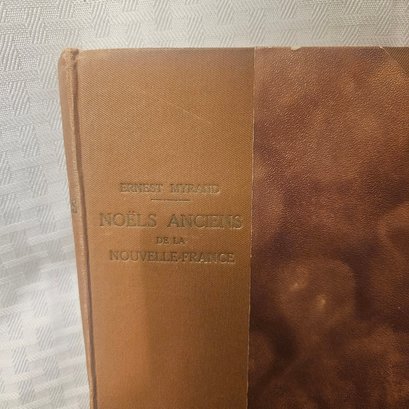 ERNEST MYRAND
NOËLS ANCIENS
DE LA
NOUVELLE-FRANCE